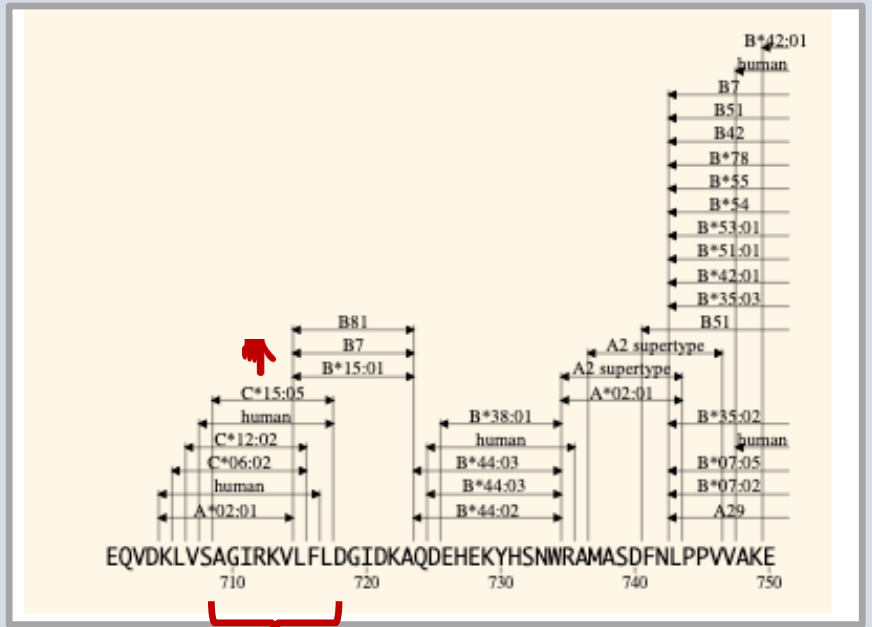 B*42:01
human
B7
B51
B42
B*78
B*55
B*54
B*53:01
B*51:01
B*42:01
B*35:03
B81 B51
B7 A2 supertype
B*15:01 A2 supertype
C*15:05 A*02:01
human B*38:01 B*35:02
C*12:02 human human
C*06:02 B*44:03 B*07:05
human B*44:03 B*07:02
A*02:01 B*44:02 A29
EQVDKLVSAGIRKVLFLDGIDKAQDEHEKYHSNWRAMASDFNLPPVVAKE
710 720 730 740 750